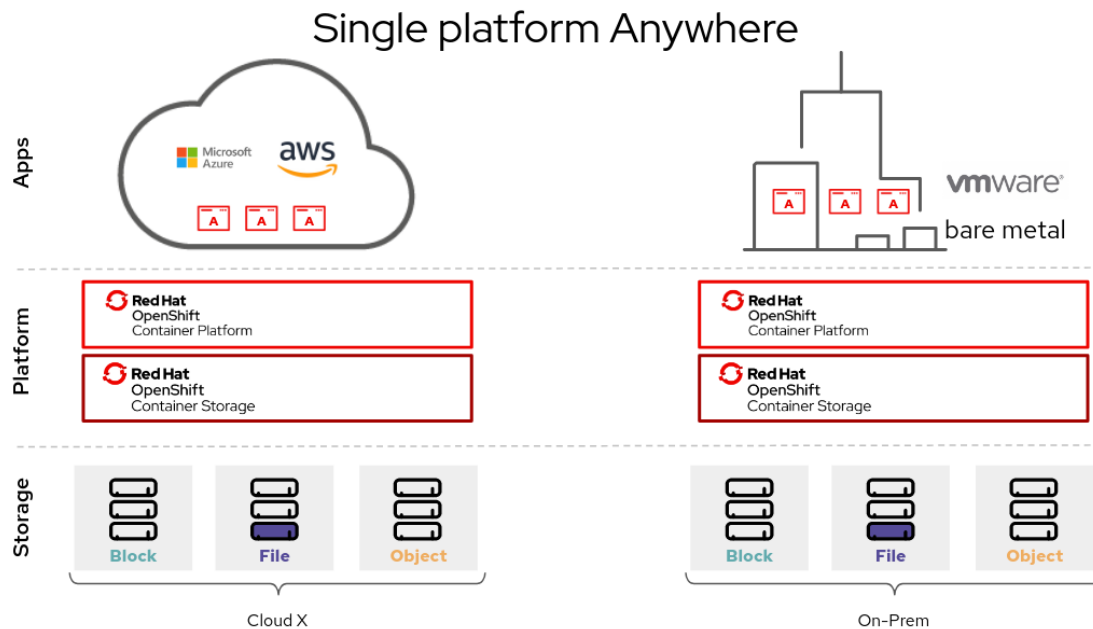 Single platform Anywhere
Apps
Microsoft
Azure
aws
A A A
A A A
vmware®
bare metal
Platform
Red Hat
OpenShift
Container Platform
Red Hat
OpenShift
Container Storage
Red Hat
OpenShift
Container Platform
Red Hat
OpenShift
Container Storage
Storage
Block File Object
Block File Object
Cloud X
On-Prem